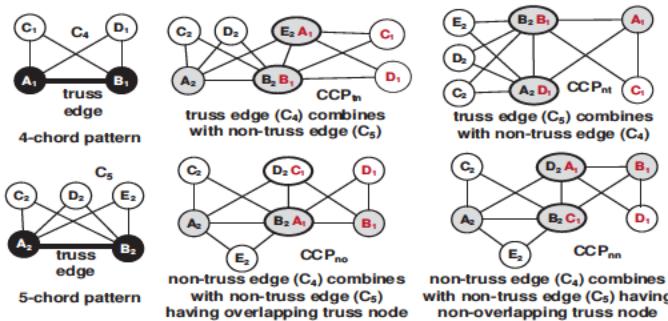 C₁ C₄ D₁
A₁ B₁
truss
edge
4-chord pattern
C₂ D₂ E₂ A₁ C₁
A₂ B₂ B₁ D₁
CCPtn
truss edge (C₄) combines
with non-truss edge (C₅)
E₂ B₂ B₁ A₁
D₂
C₂ A₂ D₁ CCPnt C₁
truss edge (C₅) combines
with non-truss edge (C₄)
C₂ D₂ C₅ E₂
A₂ B₂
truss
edge
5-chord pattern
C₂ D₂ C₁ D₁
A₂ B₂ A₁ B₁
E₂ CCPno
non-truss edge (C₄) combines
with non-truss edge (C₅)
having overlapping truss node
C₂ D₂ A₁ B₁
A₂ B₂ C₁ D₁
E₂ CCPnn
non-truss edge (C₄) combines
with non-truss edge (C₅) having
non-overlapping truss node